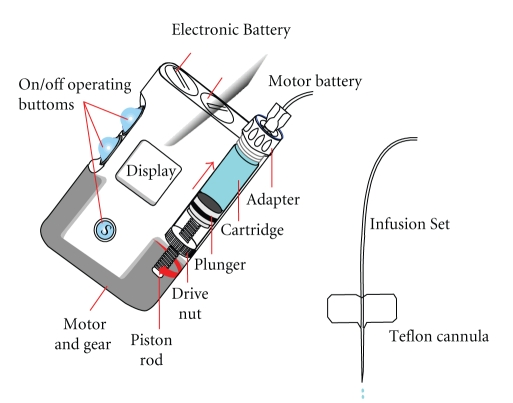 Electronic Battery
On/off operating
buttoms
Motor battery
Display
Adapter
Cartridge
Infusion Set
S
Plunger
Drive
nut
Motor
and gear
Piston
rod
Teflon cannula